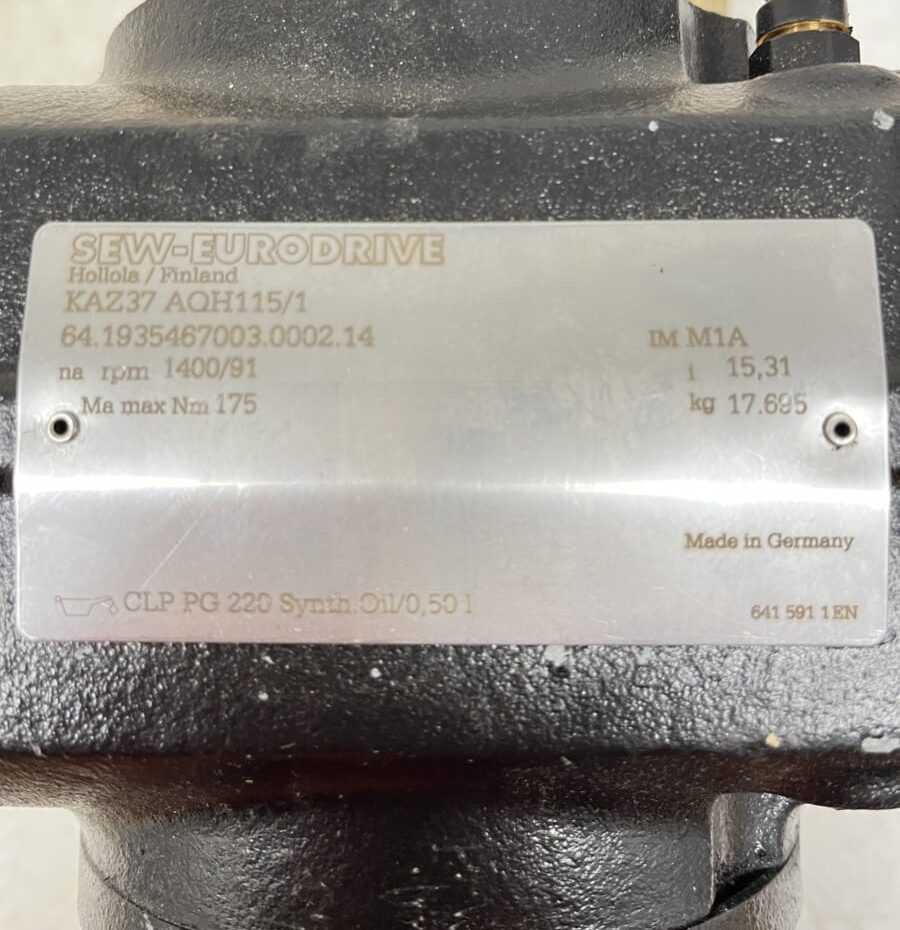 SEW-EURODRIVE
Hollola / Finland
KAZ37 AQH115/1
64.1935467003.0002.14 IM M1A
na rpm 1400/91 i 15,31
Ma max Nm 175 kg 17.695
Made in Germany
CLP PG 220 Synth.Oil/0,50 l 641 591 1 EN